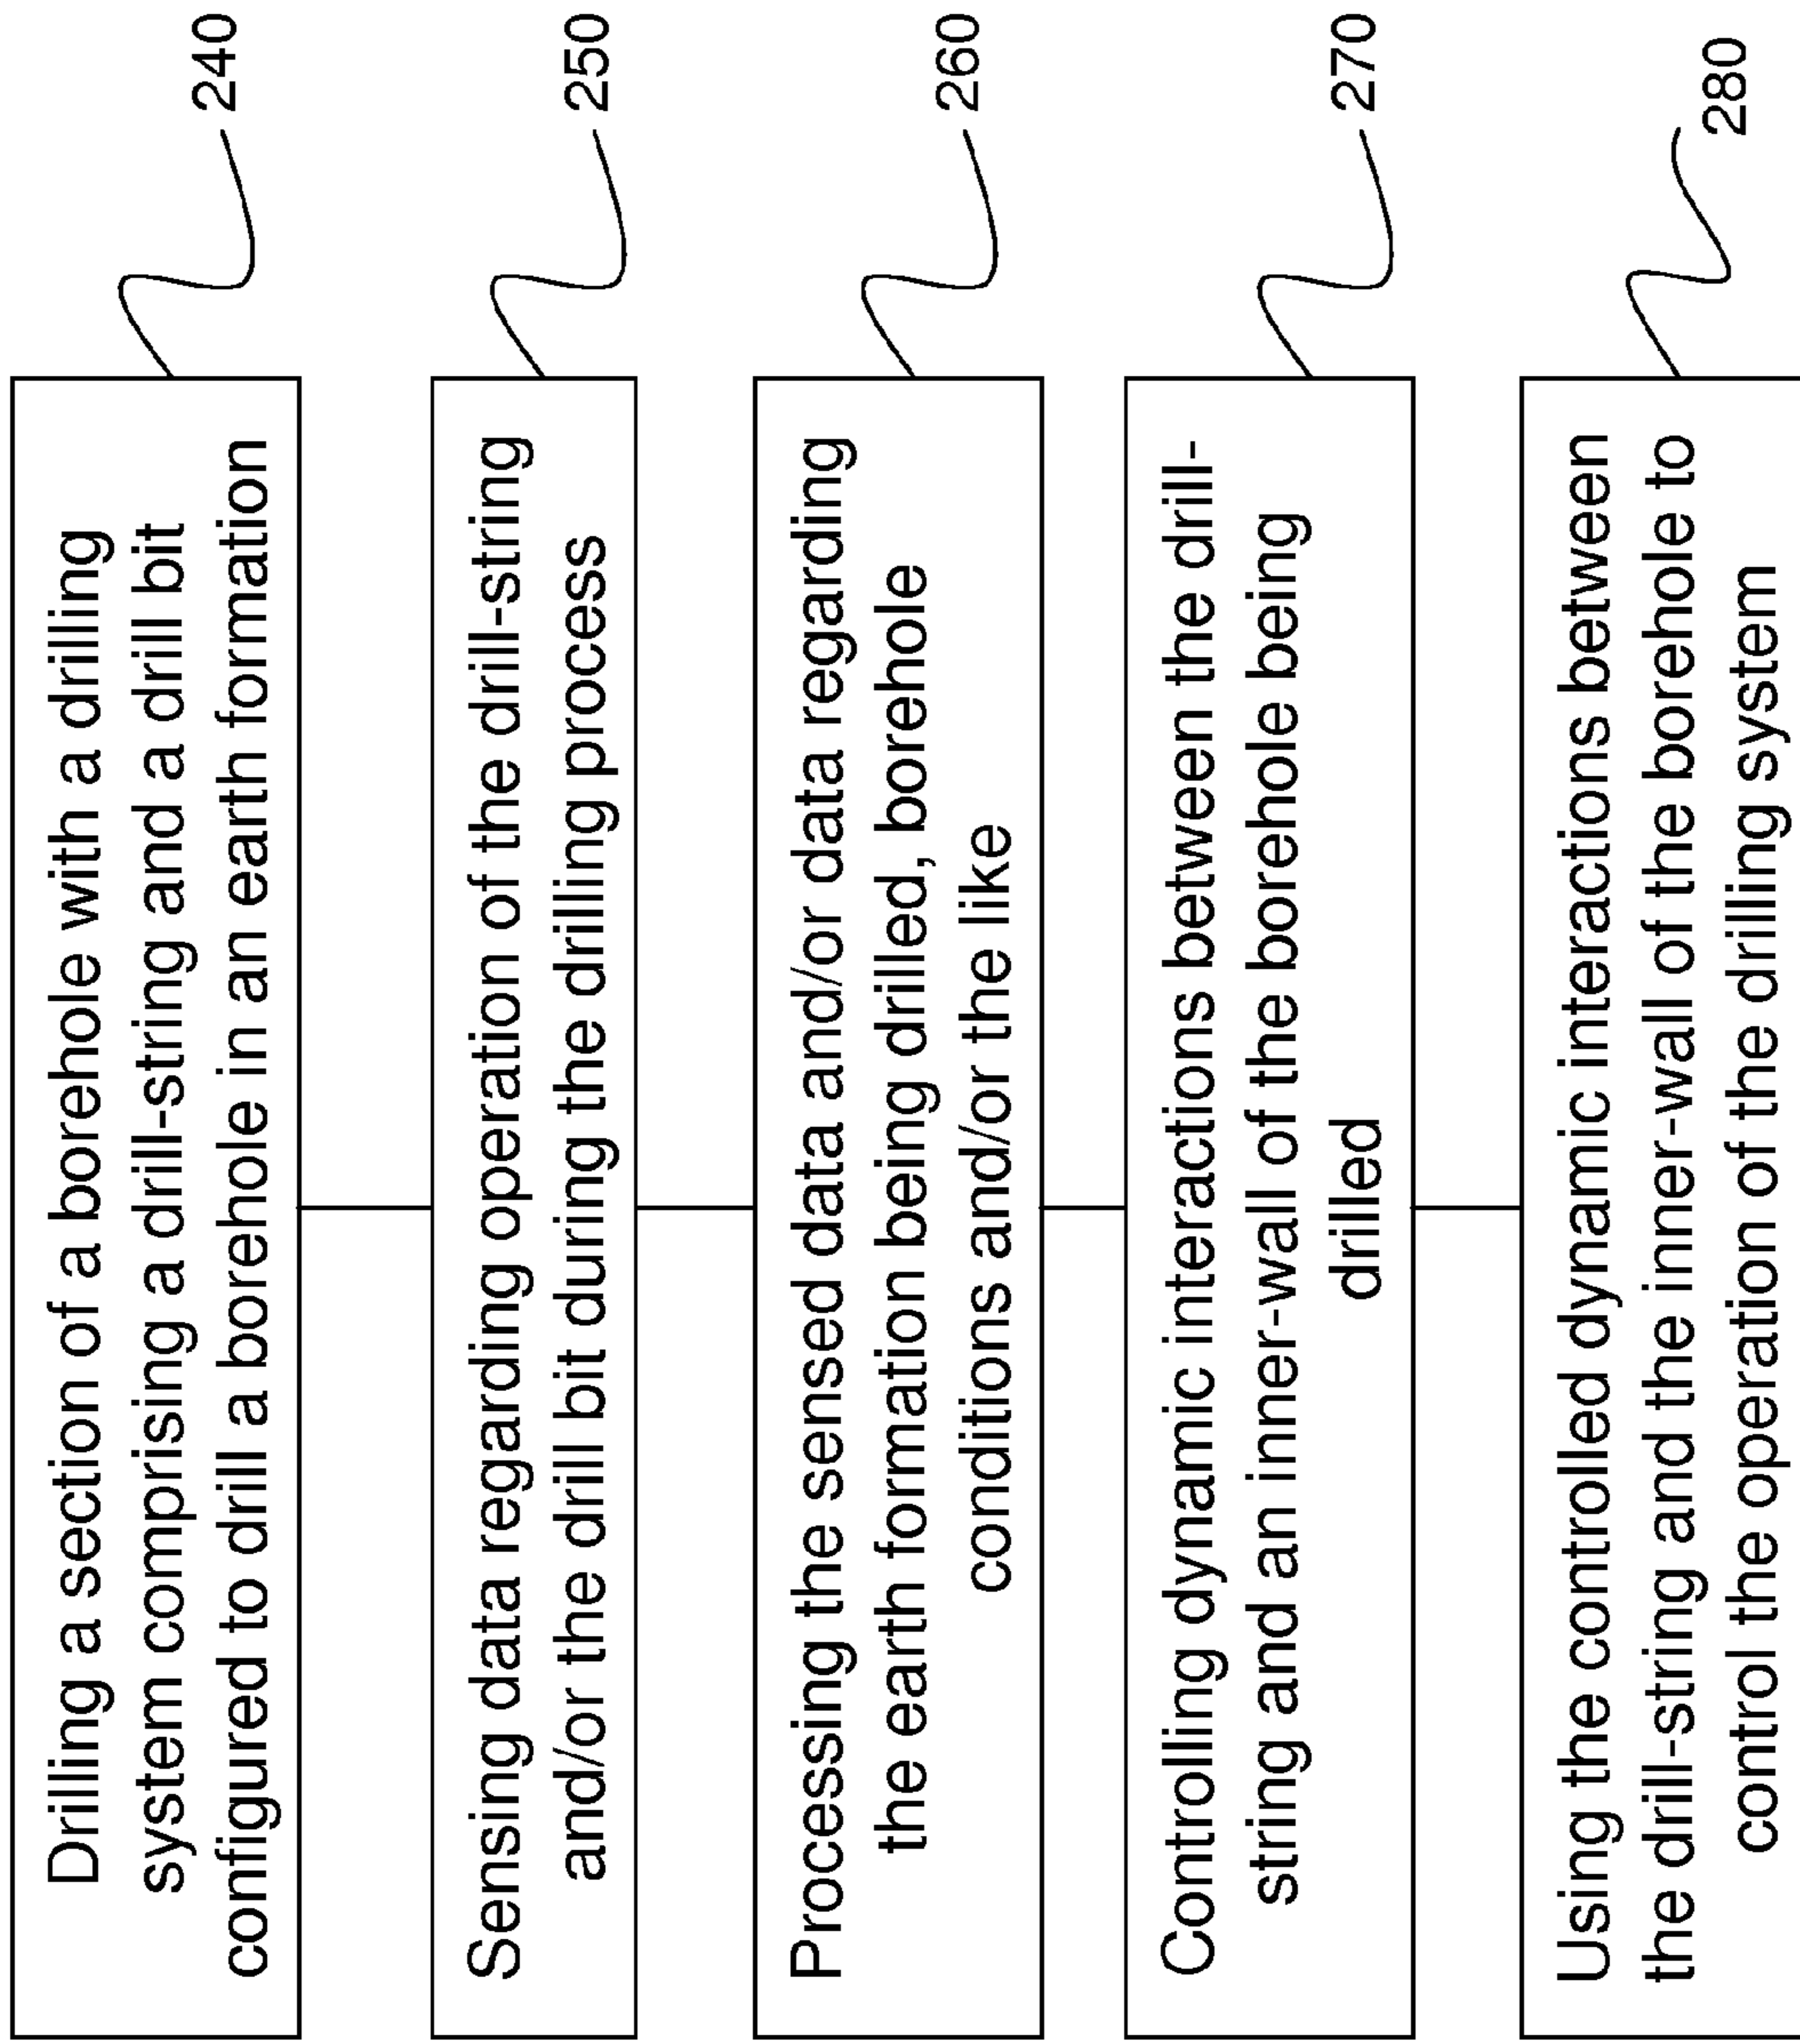 Drilling a section of a borehole with a drilling
system comprising a drill-string and a drill bit
configured to drill a borehole in an earth formation
240
Sensing data regarding operation of the drill-string
and/or the drill bit during the drilling process
250
Processing the sensed data and/or data regarding
the earth formation being drilled, borehole
conditions and/or the like
260
Controlling dynamic interactions between the drill-
string and an inner-wall of the borehole being
drilled
270
Using the controlled dynamic interactions between
the drill-string and the inner-wall of the borehole to
control the operation of the drilling system
280